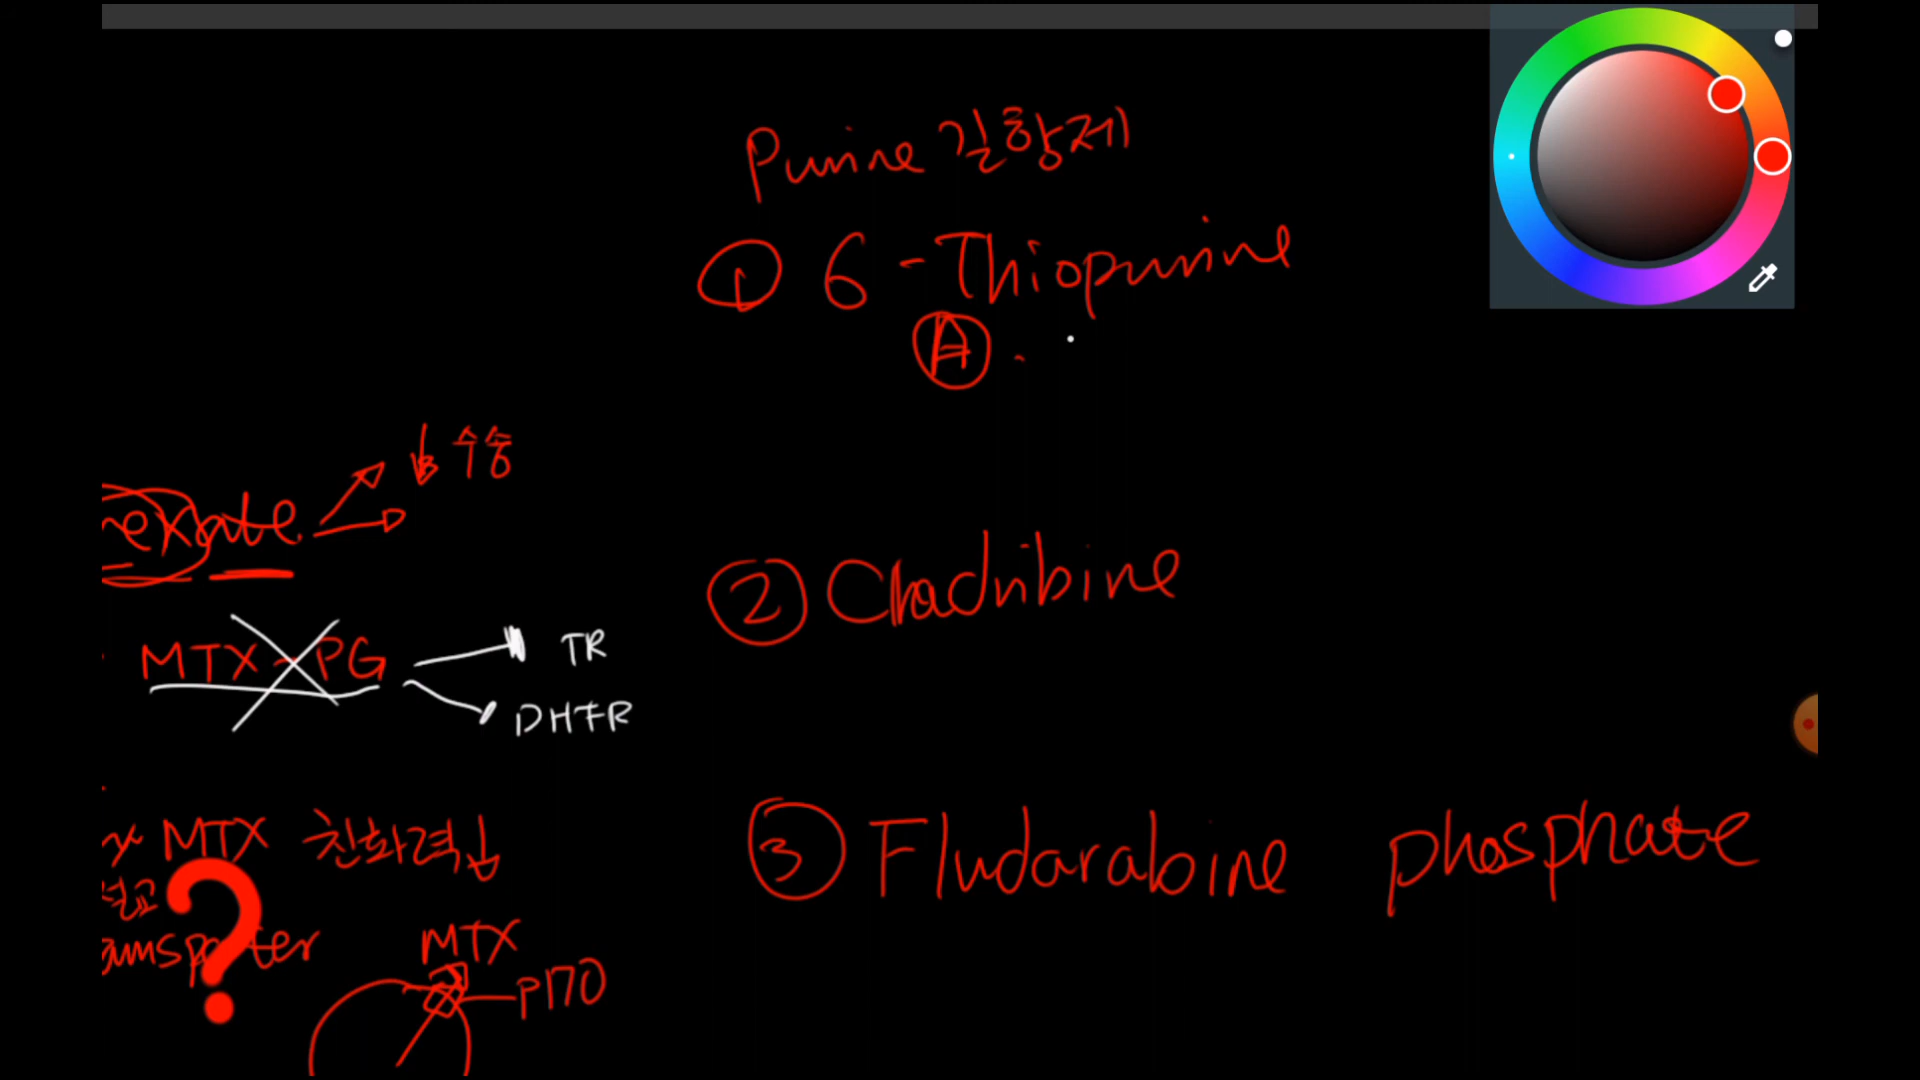 Purine 길항제
① 6-Thiopurine
Ⓐ.
② Cladribine
③ Fludarabine phosphate
↓ 수송
exate
MTX-PG
TR
DHFR
MTX 친화력↓
MTX
P170